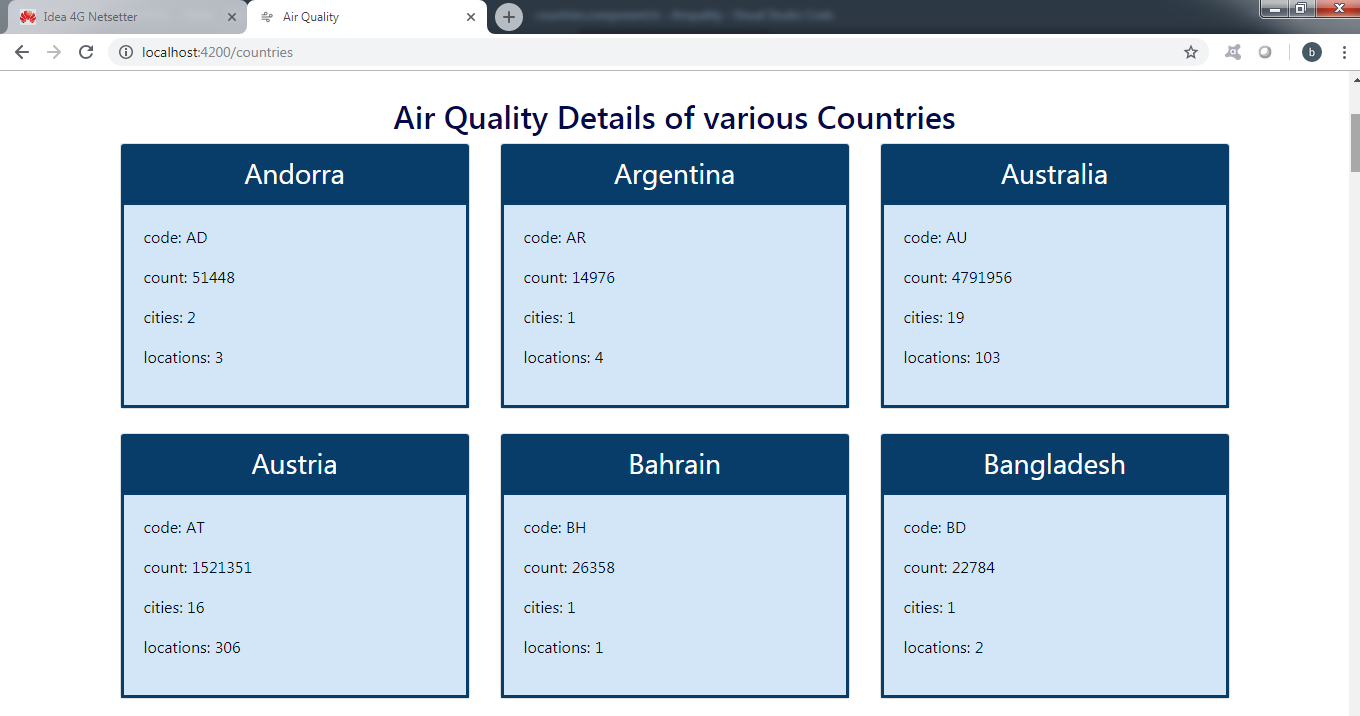 Idea 4G Netsetter
Air Quality
localhost:4200/countries
b
Air Quality Details of various Countries
Andorra
code: AD
count: 51448
cities: 2
locations: 3
Argentina
code: AR
count: 14976
cities: 1
locations: 4
Australia
code: AU
count: 4791956
cities: 19
locations: 103
Austria
code: AT
count: 1521351
cities: 16
locations: 306
Bahrain
code: BH
count: 26358
cities: 1
locations: 1
Bangladesh
code: BD
count: 22784
cities: 1
locations: 2